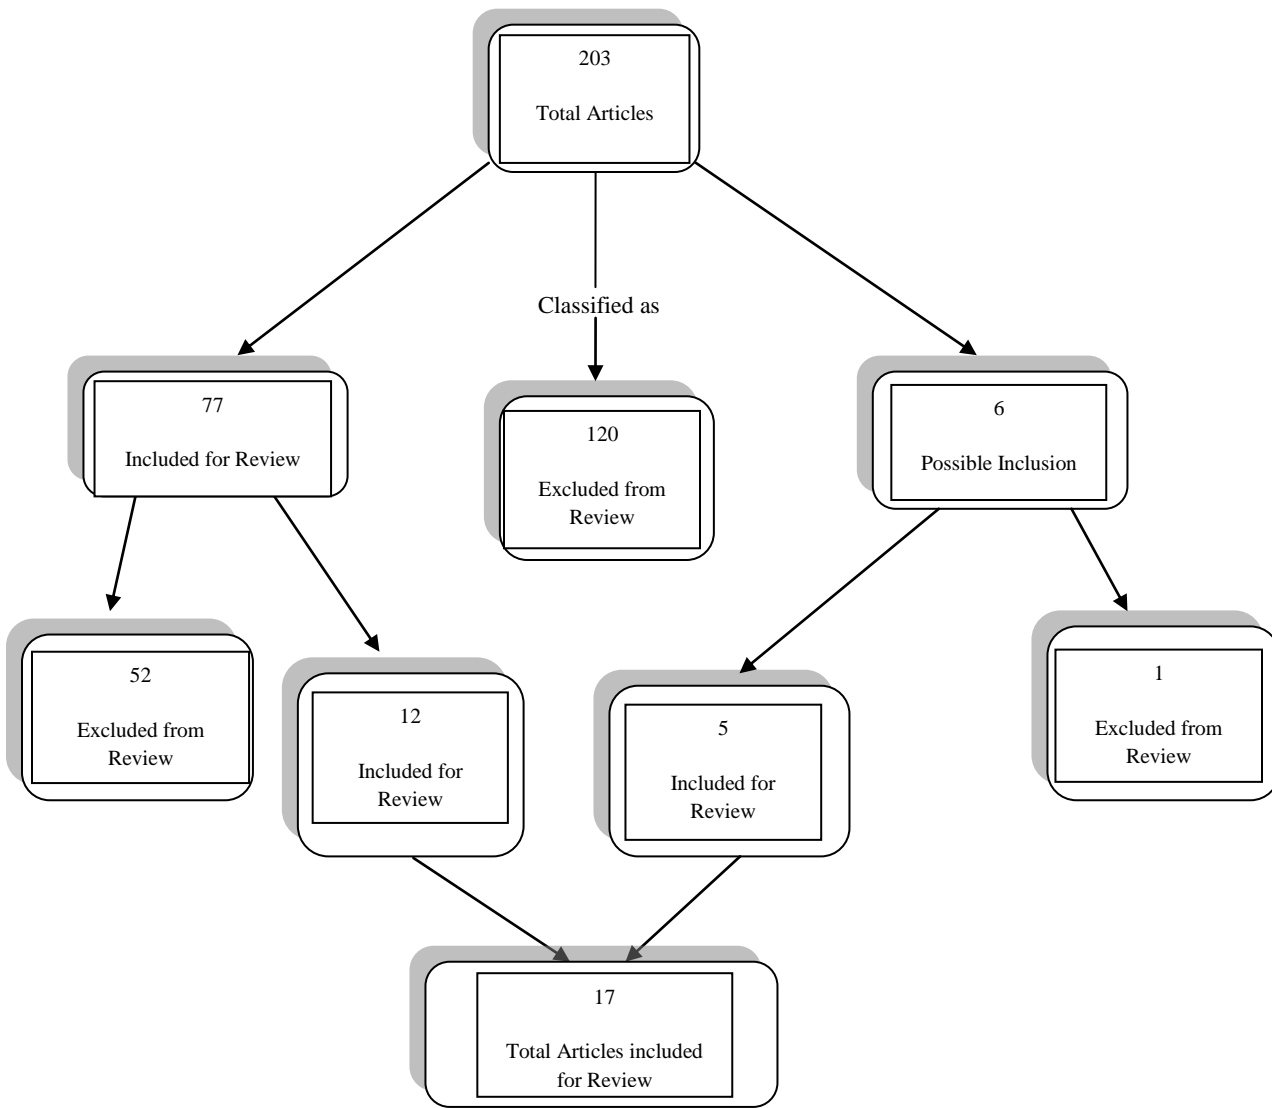 203
Total Articles
Classified as
77
Included for Review
120
Excluded from
Review
6
Possible Inclusion
52
Excluded from
Review
12
Included for
Review
5
Included for
Review
1
Excluded from
Review
17
Total Articles included
for Review